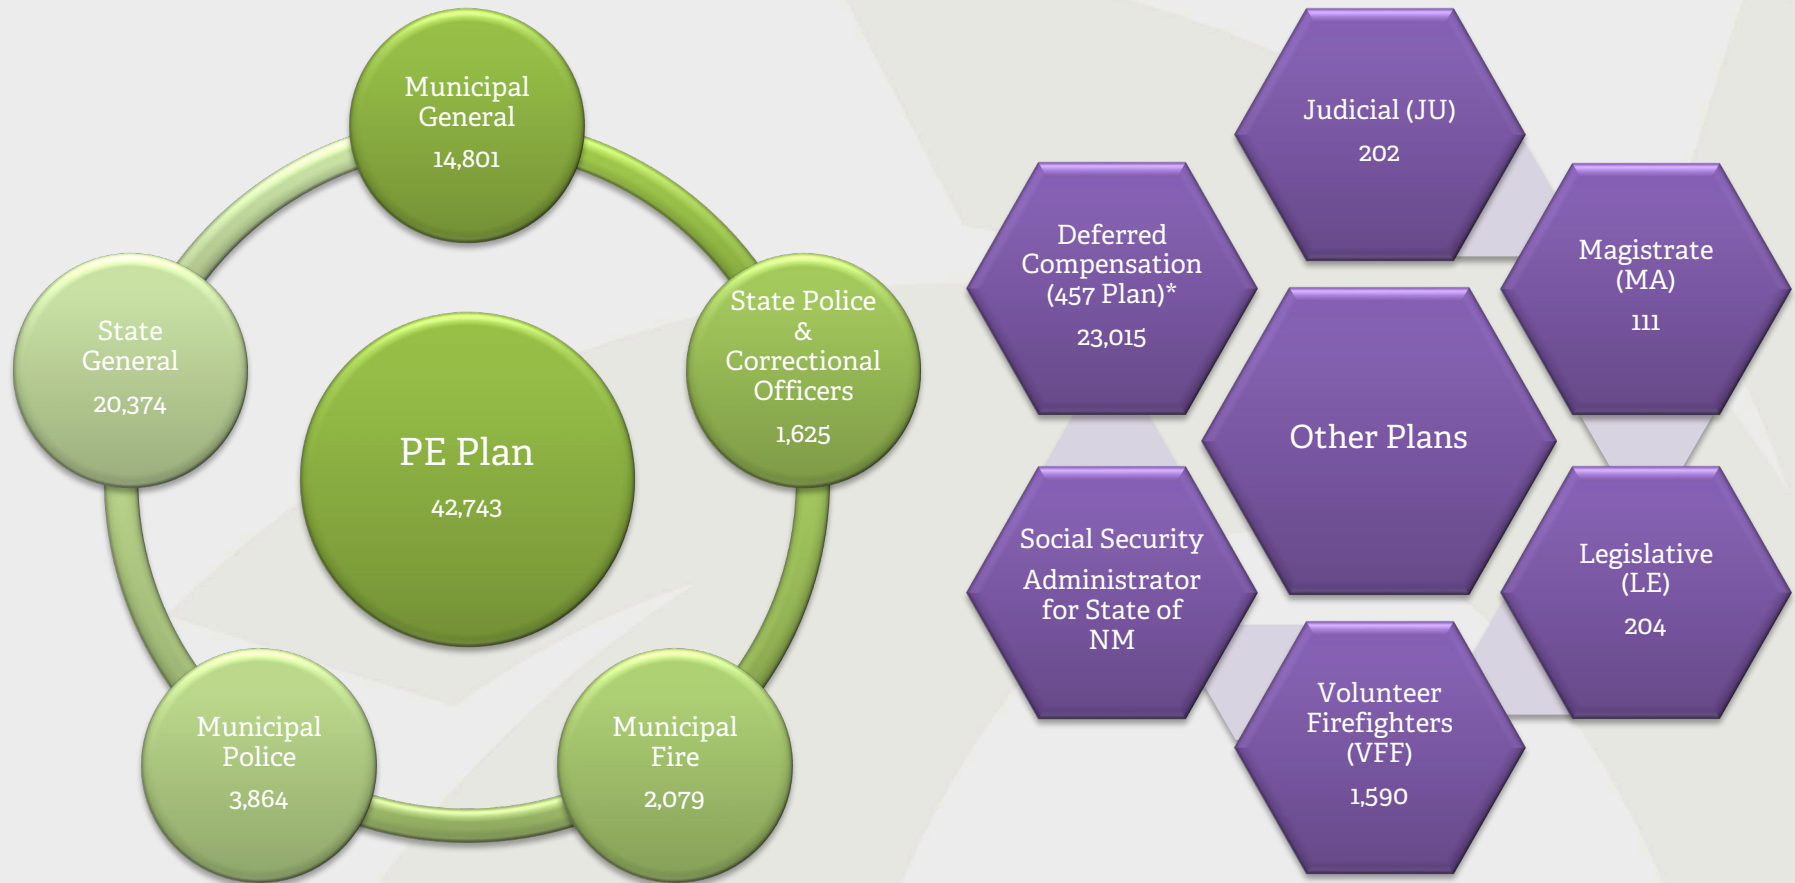 Municipal
General
14,801
State Police
&
Correctional
Officers
1,625
Municipal
Fire
2,079
Municipal
Police
3,864
State
General
20,374
PE Plan
42,743
Judicial (JU)
202
Magistrate
(MA)
111
Legislative
(LE)
204
Volunteer
Firefighters
(VFF)
1,590
Social Security
Administrator
for State of
NM
Deferred
Compensation
(457 Plan)*
23,015
Other Plans